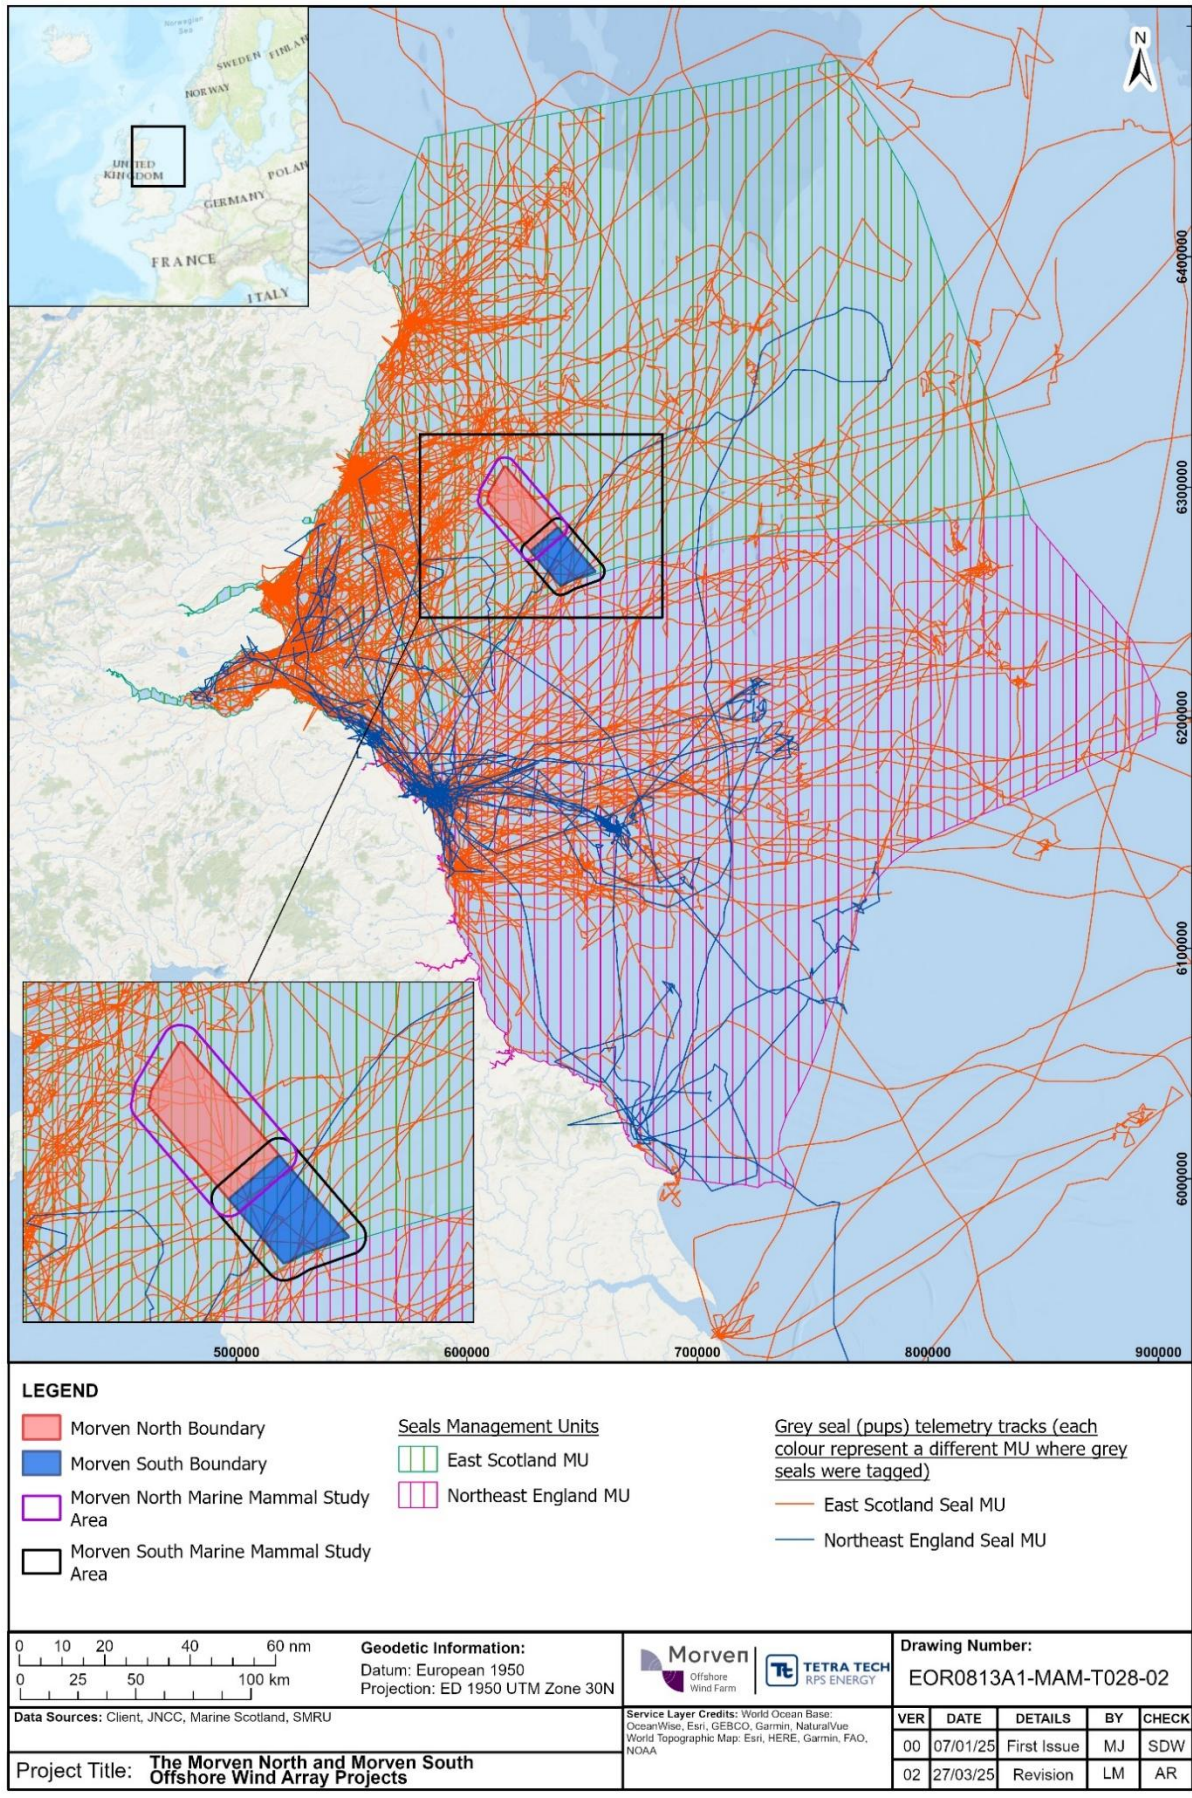 Norwegian
Sea
SWEDEN
FINLAN
NORWAY
UNITED
KINGDOM
POLAN
GERMANY
FRANCE
ITALY
N
6400000
6300000
6200000
6100000
6000000
500000
600000
700000
800000
900000
LEGEND
Morven North Boundary
Morven South Boundary
Morven North Marine Mammal Study
Area
Morven South Marine Mammal Study
Area
Seals Management Units
East Scotland MU
Northeast England MU
Grey seal (pups) telemetry tracks (each
colour represent a different MU where grey
seals were tagged)
East Scotland Seal MU
Northeast England Seal MU
0 10 20 40 60 nm
0 25 50 100 km
Geodetic Information:
Datum: European 1950
Projection: ED 1950 UTM Zone 30N
Morven
Offshore
Wind Farm
TETRA TECH
RPS ENERGY
Drawing Number:
EOR0813A1-MAM-T028-02
Data Sources: Client, JNCC, Marine Scotland, SMRU
Service Layer Credits: World Ocean Base:
OceanWise, Esri, GEBCO, Garmin, NaturalVue
World Topographic Map: Esri, HERE, Garmin, FAO,
NOAA
VER DATE DETAILS BY CHECK
00 07/01/25 First Issue MJ SDW
02 27/03/25 Revision LM AR
Project Title: The Morven North and Morven South
Offshore Wind Array Projects